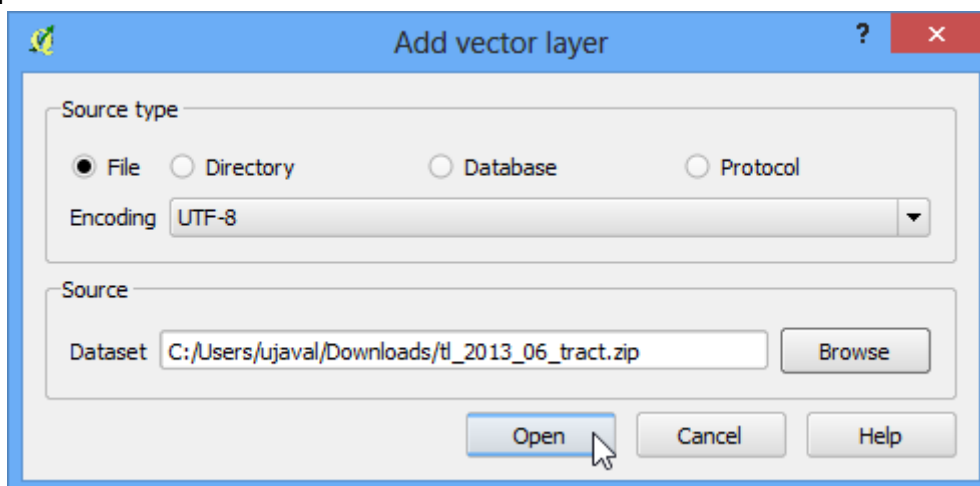 Add vector layer
?
Source type
File Directory Database Protocol
Encoding UTF-8
Source
Dataset C:/Users/ujaval/Downloads/tl_2013_06_tract.zip Browse
Open Cancel Help